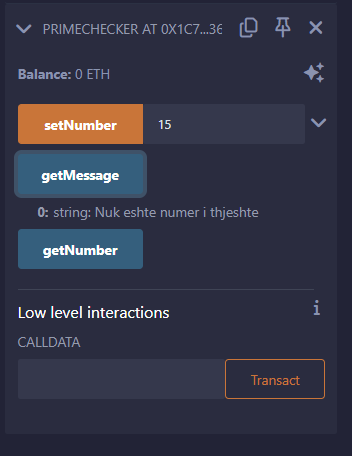 PRIMECHECKER AT 0X1C7...36
Balance: 0 ETH
setNumber 15
getMessage
0: string: Nuk eshte numer i thjeshte
getNumber
Low level interactions i
CALLDATA
Transact